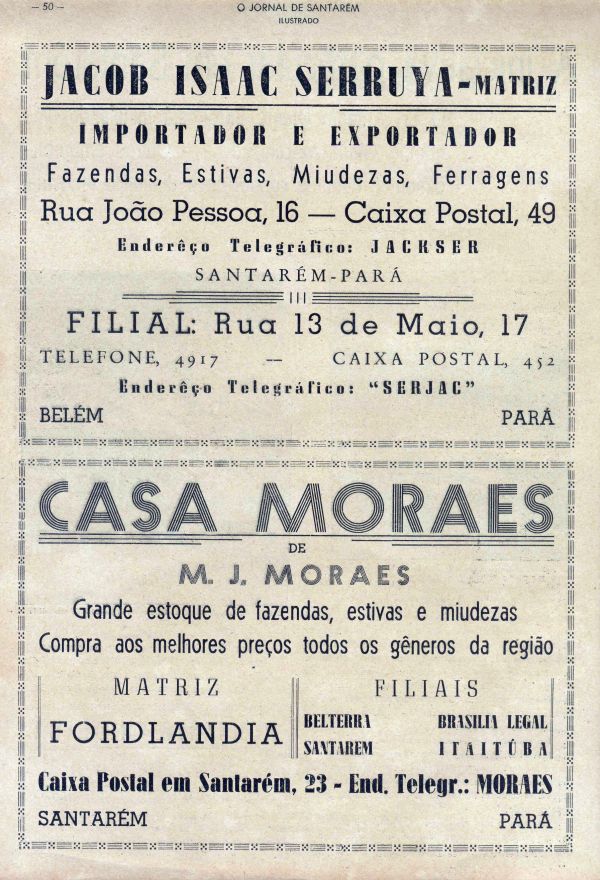 — 50 —
O JORNAL DE SANTARÉM
ILUSTRADO
JACOB ISAAC SERRUYA-MATRIZ
IMPORTADOR E EXPORTADOR
Fazendas, Estivas, Miudezas, Ferragens
Rua João Pessoa, 16 — Caixa Postal, 49
Enderêço Telegráfico: JACKSER
SANTARÉM-PARÁ
FILIAL: Rua 13 de Maio, 17
TELEFONE, 4917 — CAIXA POSTAL, 452
Enderêço Telegráfico: "SERJAC"
BELÉM PARÁ
CASA MORAES
DE
M. J. MORAES
Grande estoque de fazendas, estivas e miudezas
Compra aos melhores preços todos os gêneros da região
MATRIZ FILIAIS
FORDLANDIA
BELTERRA BRASILIA LEGAL
SANTAREM ITAITÚBA
Caixa Postal em Santarém, 23 - End. Telegr.: MORAES
SANTARÉM PARÁ